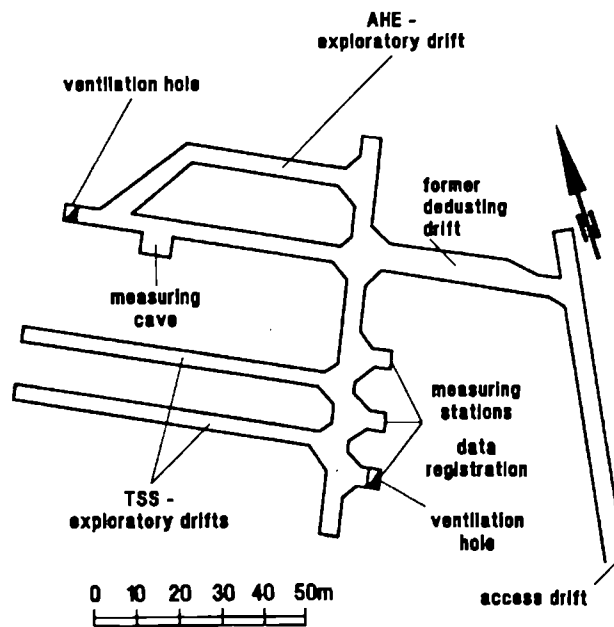 AHE -
exploratory drift
ventilation hole
former
dedusting
drift
measuring
cave
measuring
stations
data
registration
TSS -
exploratory drifts
ventilation
hole
access drift
0 10 20 30 40 50m